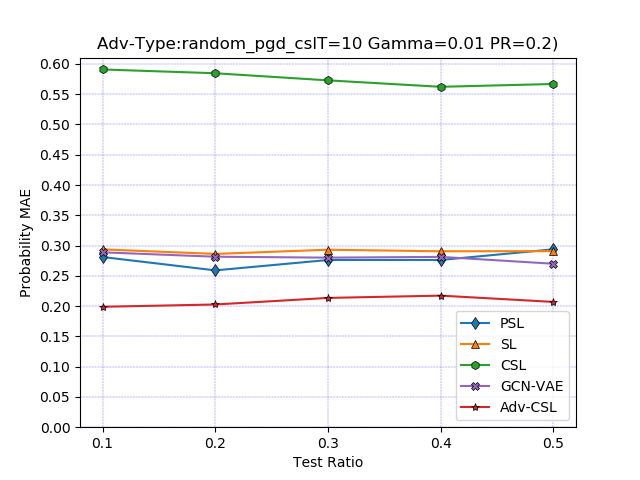 Adv-Type:random_pgd_cslT=10 Gamma=0.01 PR=0.2)
0.60
0.55
0.50
0.45
0.40
0.35
0.30
0.25
0.20
0.15
0.10
0.05
0.00
Probability MAE
PSL
SL
CSL
GCN-VAE
Adv-CSL
0.1 0.2 0.3 0.4 0.5
Test Ratio